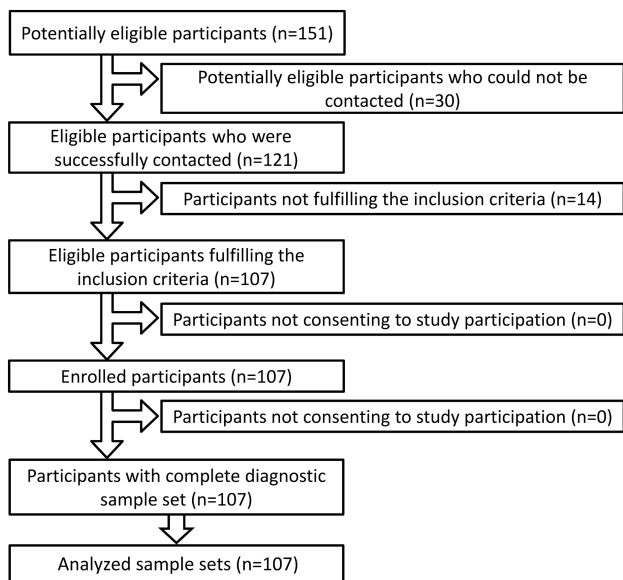 Potentially eligible participants (n=151)
Potentially eligible participants who could not be
contacted (n=30)
Eligible participants who were
successfully contacted (n=121)
Participants not fulfilling the inclusion criteria (n=14)
Eligible participants fulfilling the
inclusion criteria (n=107)
Participants not consenting to study participation (n=0)
Enrolled participants (n=107)
Participants not consenting to study participation (n=0)
Participants with complete diagnostic
sample set (n=107)
Analyzed sample sets (n=107)